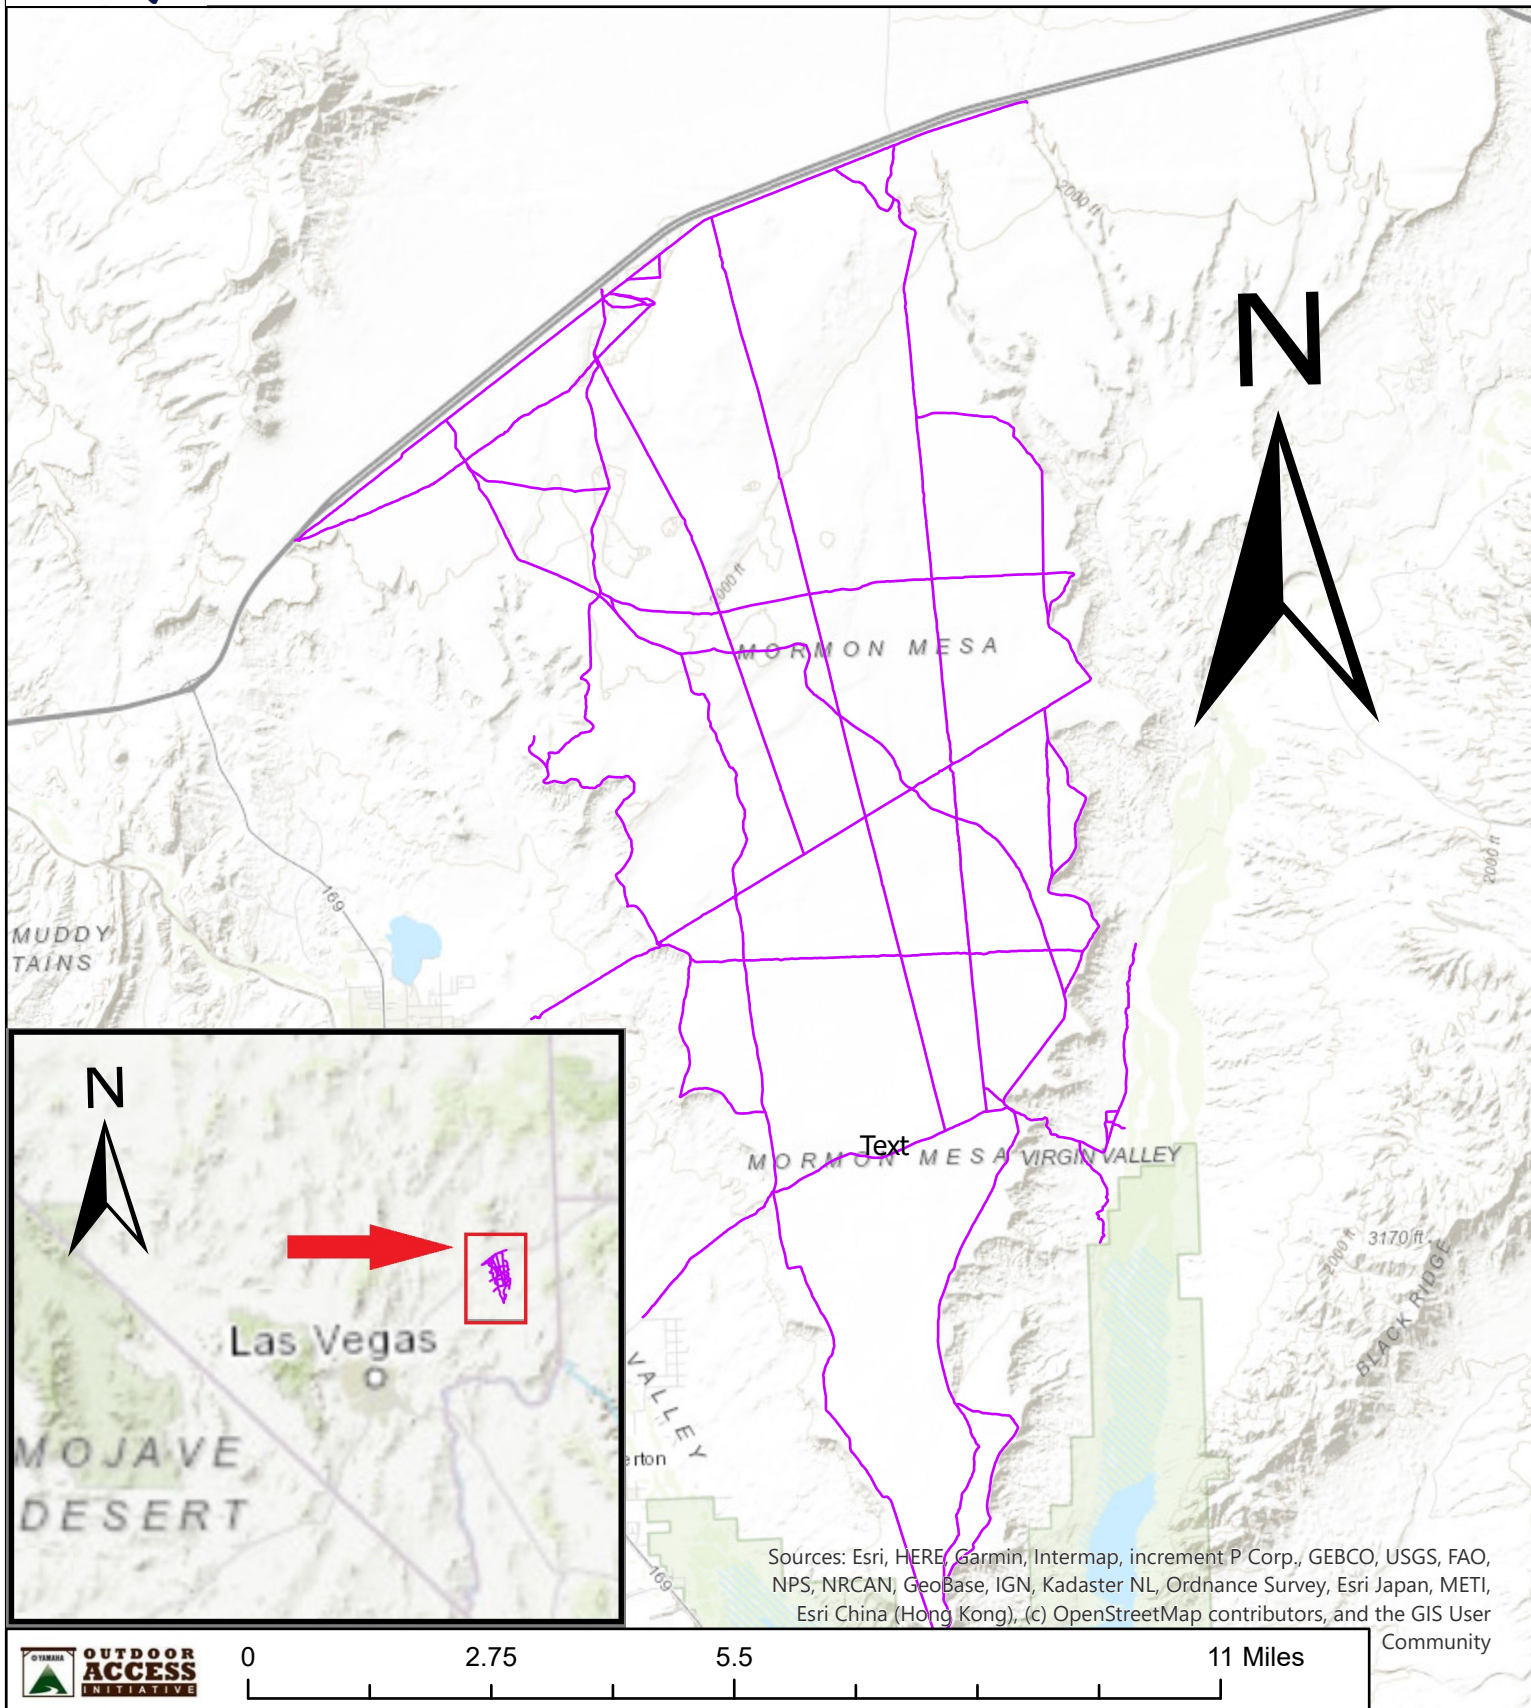 2000 ft
N
2000 ft
MORMON MESA
169
2000 ft
MUDDY
TAINS
Text
MORMON MESA
VIRGIN VALLEY
2000 ft
3170 ft
BLACK RIDGE
VALLEY
erton
169
N
Las Vegas
MOJAVE
DESERT
Sources: Esri, HERE, Garmin, Intermap, increment P Corp., GEBCO, USGS, FAO,
NPS, NRCAN, GeoBase, IGN, Kadaster NL, Ordnance Survey, Esri Japan, METI,
Esri China (Hong Kong), (c) OpenStreetMap contributors, and the GIS User
Community
YAMAHA
OUTDOOR
ACCESS
INITIATIVE
0 2.75 5.5 11 Miles